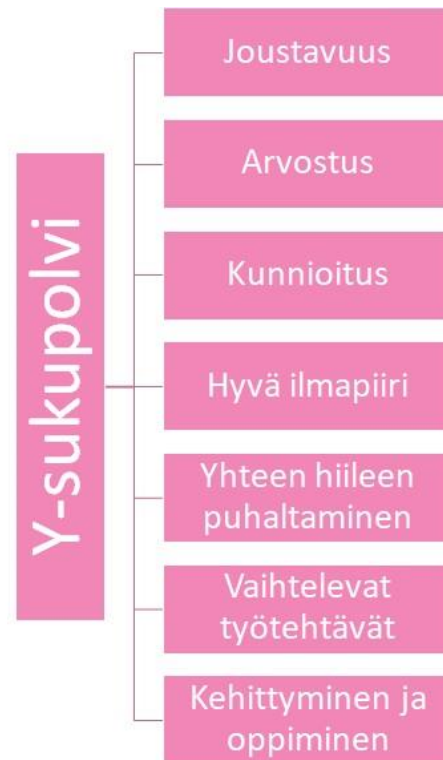 Y-sukupolvi
Joustavuus
Arvostus
Kunnioitus
Hyvä ilmapiiri
Yhteen hiileen
puhaltaminen
Vaihtelevat
työtehtävät
Kehittyminen ja
oppiminen